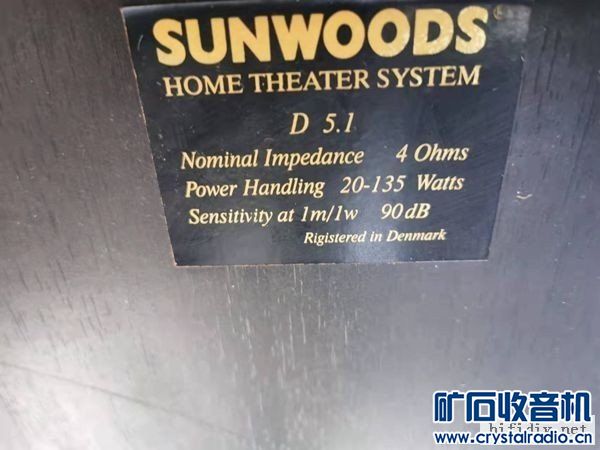 SUNWOODS®
HOME THEATER SYSTEM
D 5.1
Nominal Impedance 4 Ohms
Power Handling 20-135 Watts
Sensitivity at 1m/1w 90dB
Rigistered in Denmark
矿石收音机
hifidiy.net
www.crystalradio.cn